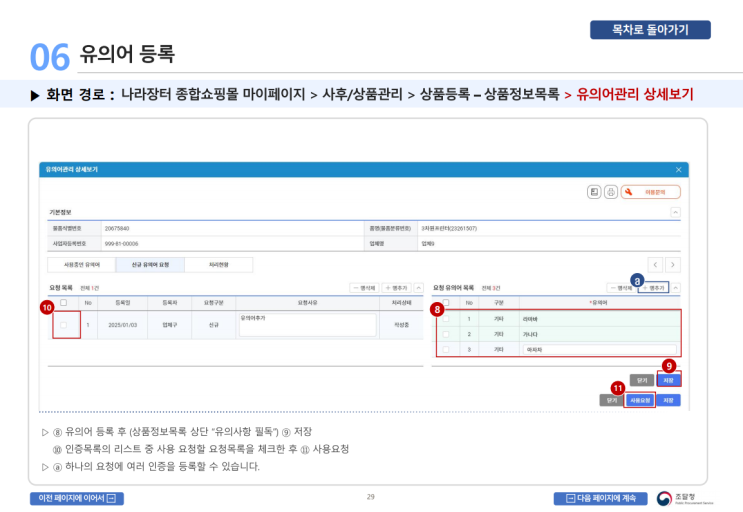 목차로 돌아가기
06 유의어 등록
▶ 화면 경로 : 나라장터 종합쇼핑몰 마이페이지 > 사후/상품관리 > 상품등록 – 상품정보목록 > 유의어관리 상세보기
유의어관리 상세보기 ×
이용문의
기본정보
물품식별번호 20675640 품명(물품분류번호) 3차원프린터(23261507)
사업자등록번호 999-81-00006 업체명 업체9
사용중인 유의어 신규 유의어 요청 처리현황 < >
요청 목록 전체 1건 － 행삭제 ＋ 행추가 요청 유의어 목록 전체 3건 － 행삭제 ＋ 행추가
ⓐ
⑩ No 등록일 등록자 요청구분 요청사유 처리상태 ⑧ No 구분 *유의어
1 2025/01/03 업체구 신규 유의어추가 작성중
1 기타 라마바
2 기타 가나다
3 기타 아자차
⑨
닫기 저장
⑪
닫기 사용요청 저장
▷ ⑧ 유의어 등록 후 (상품정보목록 상단 “유의사항 필독”) ⑨ 저장
⑩ 인증목록의 리스트 중 사용 요청할 요청목록을 체크한 후 ⑪ 사용요청
▷ ⓐ 하나의 요청에 여러 인증을 등록할 수 있습니다.
이전 페이지에 이어서 29 다음 페이지에 계속 조달청
Public Procurement Service